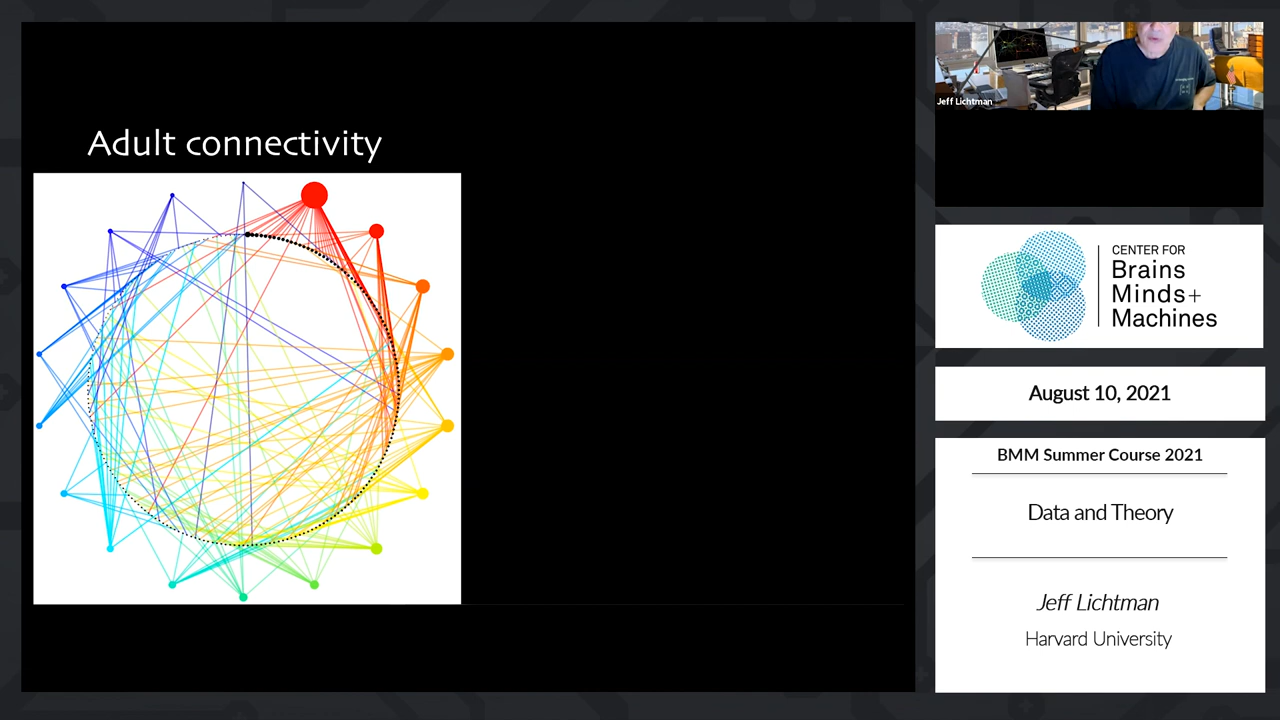 Adult connectivity
Jeff Lichtman
CENTER FOR
Brains
Minds+
Machines
August 10, 2021
BMM Summer Course 2021
Data and Theory
Jeff Lichtman
Harvard University